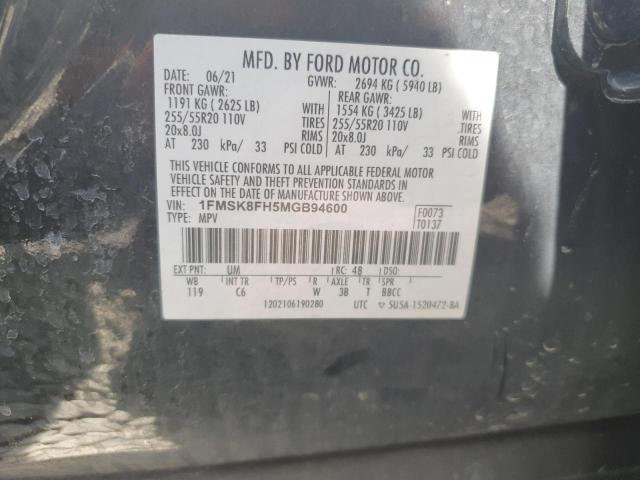 MFD. BY FORD MOTOR CO.
DATE: 06/21 GVWR: 2694 KG ( 5940 LB)
FRONT GAWR: REAR GAWR:
1191 KG ( 2625 LB) WITH 1554 KG ( 3425 LB) WITH
255/55R20 110V TIRES 255/55R20 110V TIRES
20x8.0J RIMS 20x8.0J RIMS
AT 230 kPa/ 33 PSI COLD AT 230 kPa/ 33 PSI COLD
THIS VEHICLE CONFORMS TO ALL APPLICABLE FEDERAL MOTOR
VEHICLE SAFETY AND THEFT PREVENTION STANDARDS IN
EFFECT ON THE DATE OF MANUFACTURE SHOWN ABOVE.
VIN: 1FMSK8FH5MGB94600 F0073
TYPE: MPV T0137
EXT PNT: UM RC: 48 DSO:
WB INT TR TP/PS R AXLE TR SPR
119 C6 W 3B T BBCC
1202106190280 UTC SU5A-1520472-BA